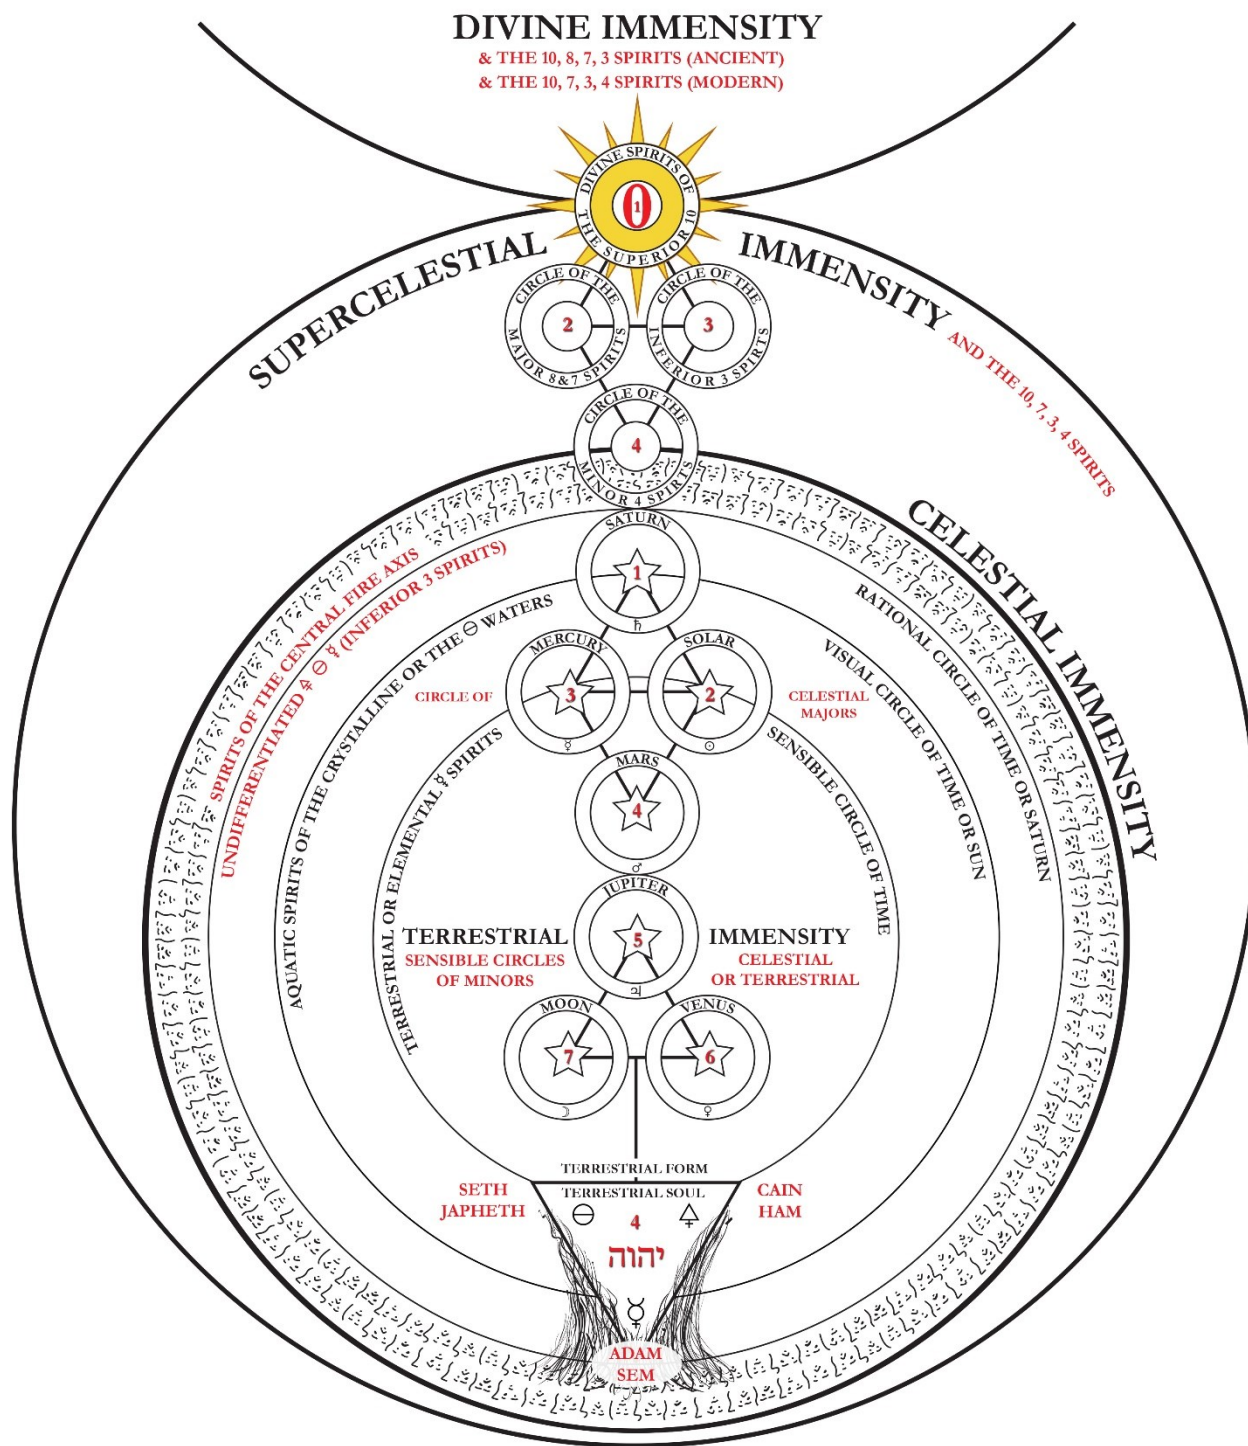 DIVINE IMMENSITY
& THE 10, 8, 7, 3 SPIRITS (ANCIENT)
& THE 10, 7, 3, 4 SPIRITS (MODERN)
DIVINE SPIRITS OF
THE SUPERIOR 10
0
1
SUPERCELESTIAL
IMMENSITY
AND THE 10, 7, 3, 4 SPIRITS
CIRCLE OF THE
MAJOR 8&7 SPIRITS
2
CIRCLE OF THE
INFERIOR 3 SPIRTS
3
CIRCLE OF THE
MINOR 4 SPIRTS
4
CELESTIAL IMMENSITY
SPIRITS OF THE CENTRAL FIRE AXIS
UNDIFFERENTIATED 🜍 🜔 ☿ (INFERIOR 3 SPIRITS)
AQUATIC SPIRITS OF THE CRYSTALLINE OR THE 🜔 WATERS
TERRESTRIAL OR ELEMENTAL ☿ SPIRITS
RATIONAL CIRCLE OF TIME OR SATURN
VISUAL CIRCLE OF TIME OR SUN
SENSIBLE CIRCLE OF TIME
SATURN
1
♄
MERCURY
3
☿
SOLAR
2
☉
CIRCLE OF
CELESTIAL
MAJORS
MARS
4
♂
JUPITER
5
♃
TERRESTRIAL
SENSIBLE CIRCLES
OF MINORS
IMMENSITY
CELESTIAL
OR TERRESTRIAL
MOON
7
☽
VENUS
6
♀
TERRESTRIAL FORM
TERRESTRIAL SOUL
SETH
JAPHETH
CAIN
HAM
🜔 4 🜍
יהוה
☿
ADAM
SEM